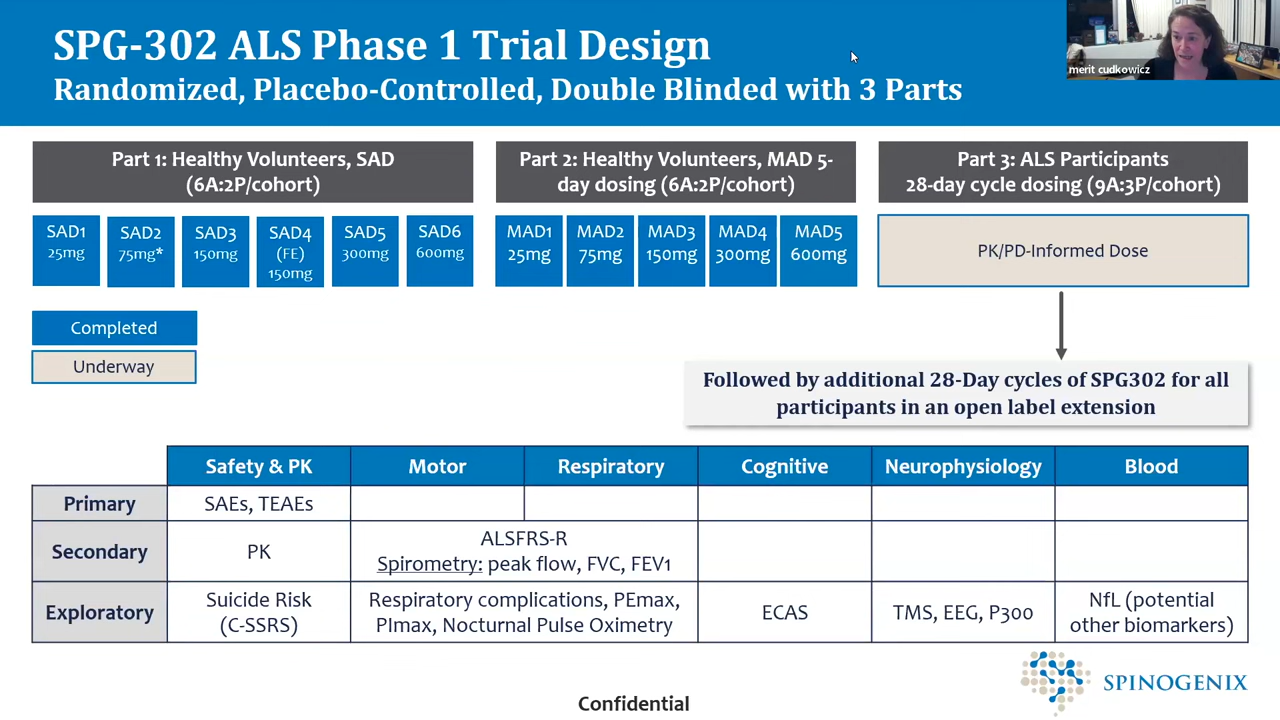 SPG-302 ALS Phase 1 Trial Design
Randomized, Placebo-Controlled, Double Blinded with 3 Parts
merit cudkowicz
Part 1: Healthy Volunteers, SAD
(6A:2P/cohort)
Part 2: Healthy Volunteers, MAD 5-
day dosing (6A:2P/cohort)
Part 3: ALS Participants
28-day cycle dosing (9A:3P/cohort)
SAD1
25mg
SAD2
75mg*
SAD3
150mg
SAD4
(FE)
150mg
SAD5
300mg
SAD6
600mg
MAD1
25mg
MAD2
75mg
MAD3
150mg
MAD4
300mg
MAD5
600mg
PK/PD-Informed Dose
Completed
Underway
Followed by additional 28-Day cycles of SPG302 for all
participants in an open label extension
Safety & PK
Motor
Respiratory
Cognitive
Neurophysiology
Blood
Primary
SAEs, TEAEs
Secondary
PK
ALSFRS-R
Spirometry: peak flow, FVC, FEV1
Exploratory
Suicide Risk
(C-SSRS)
Respiratory complications, PEmax,
PImax, Nocturnal Pulse Oximetry
ECAS
TMS, EEG, P300
NfL (potential
other biomarkers)
Confidential
SPINOGENIX